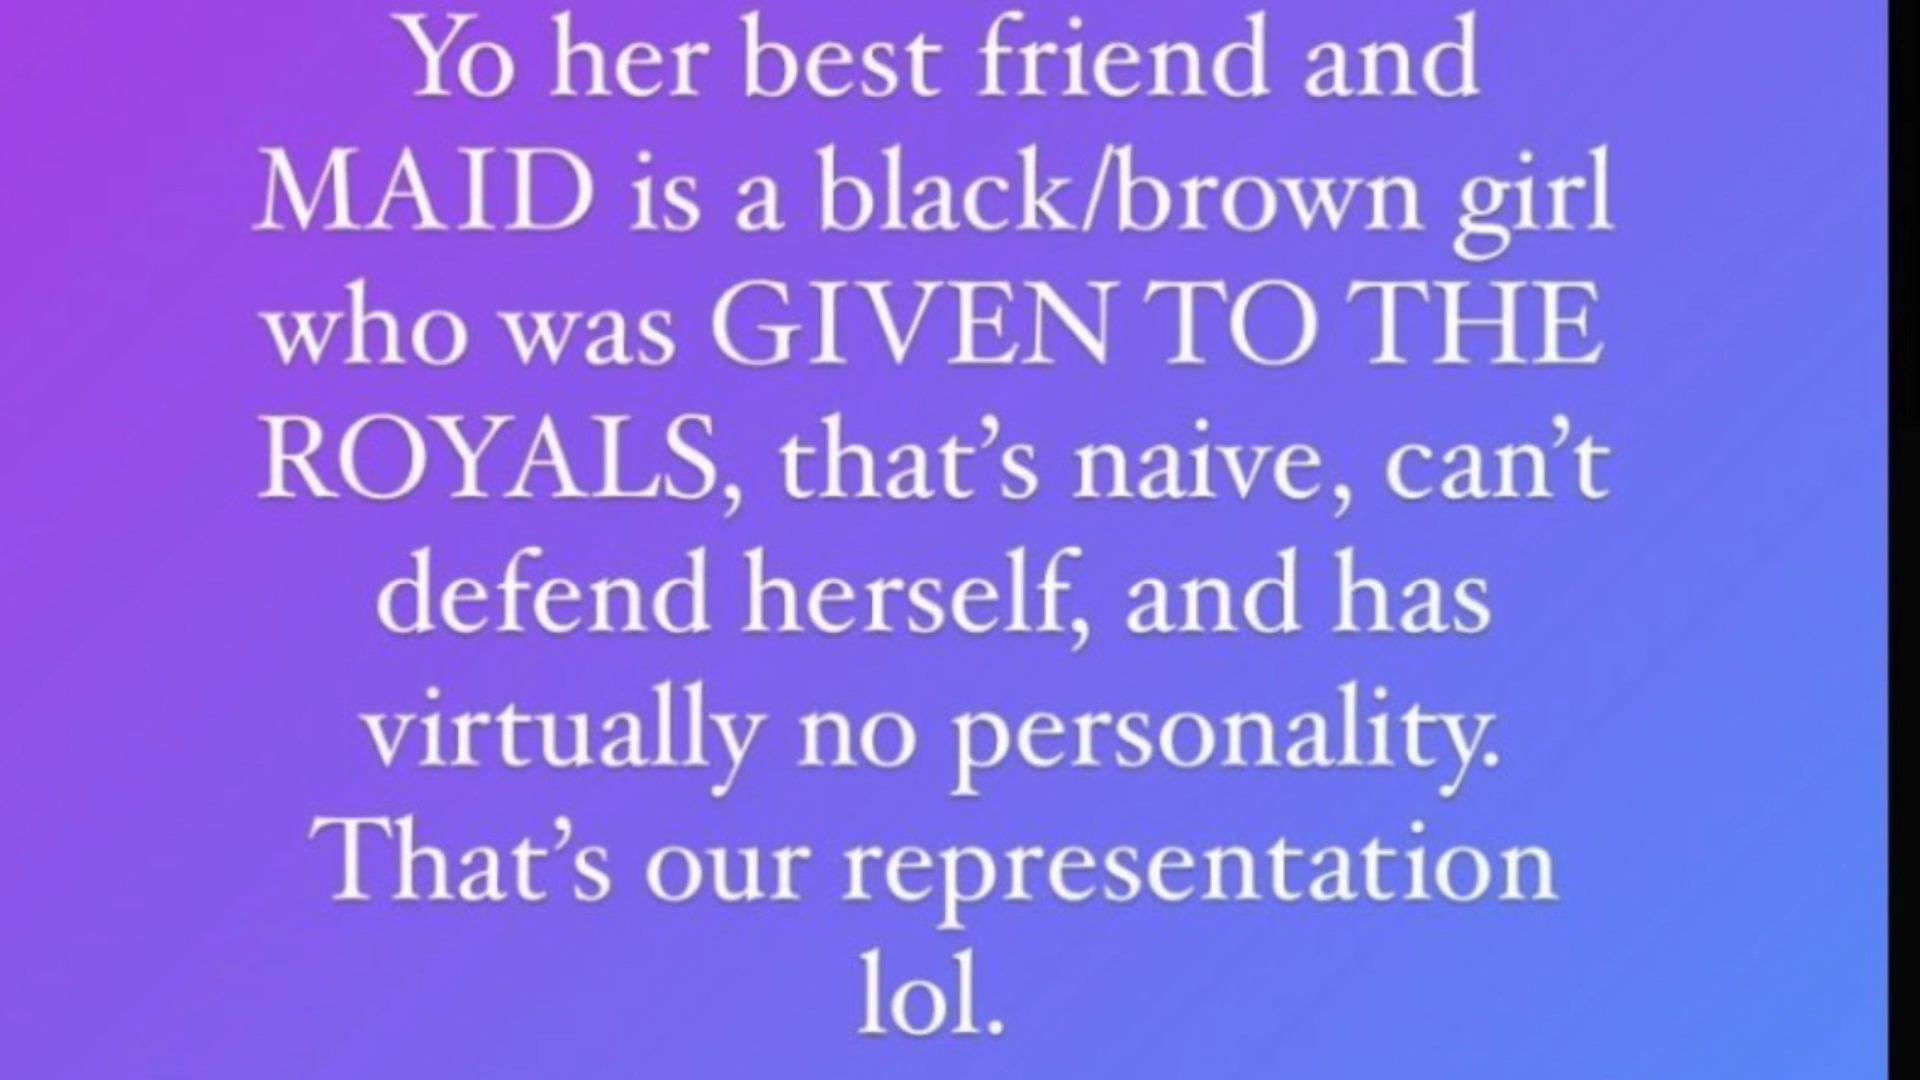 Yo her best friend and
MAID is a black/brown girl
who was GIVEN TO THE
ROYALS, that’s naive, can’t
defend herself, and has
virtually no personality.
That’s our representation
lol.